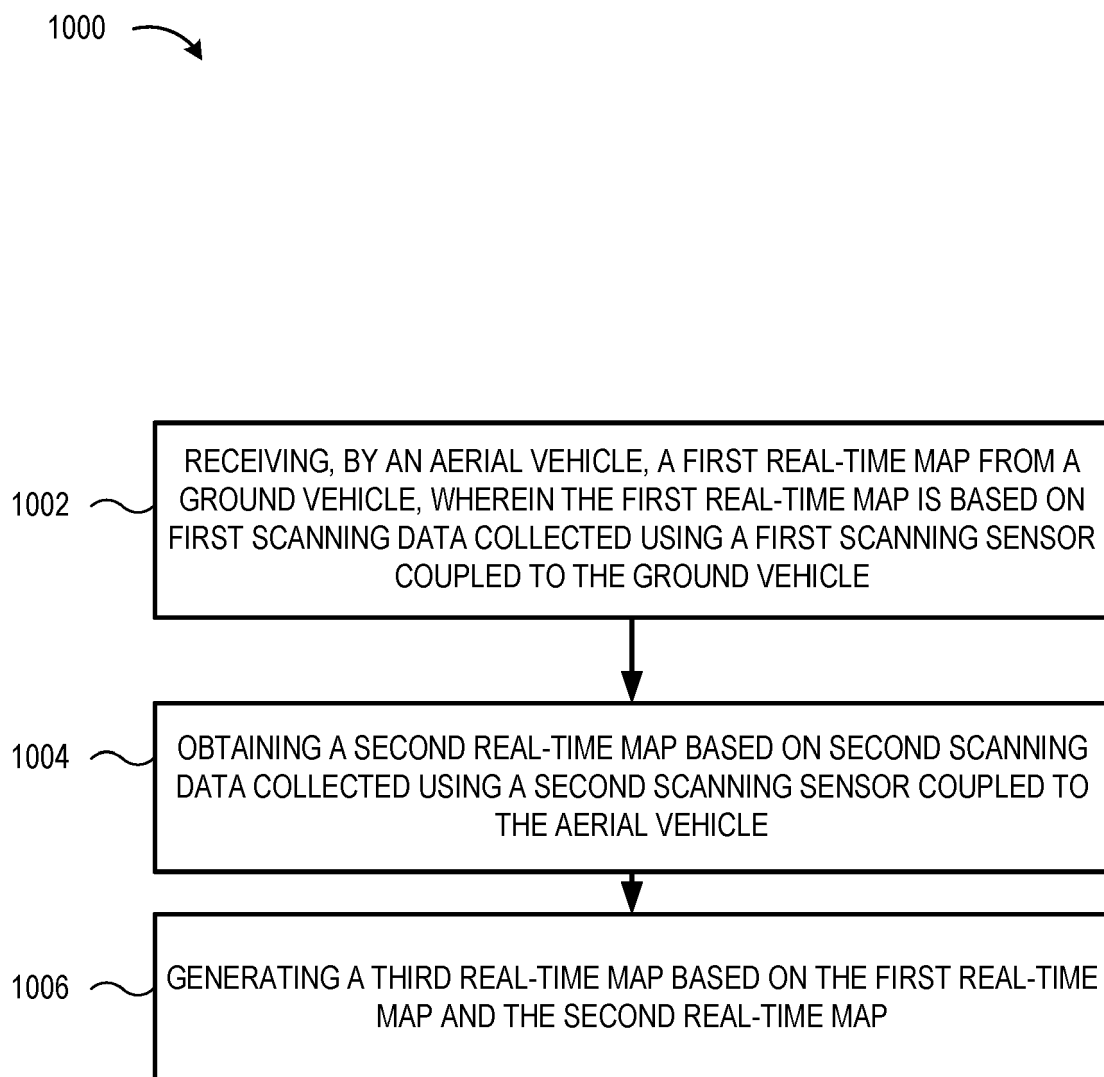 1000
1002
RECEIVING, BY AN AERIAL VEHICLE, A FIRST REAL-TIME MAP FROM A
GROUND VEHICLE, WHEREIN THE FIRST REAL-TIME MAP IS BASED ON
FIRST SCANNING DATA COLLECTED USING A FIRST SCANNING SENSOR
COUPLED TO THE GROUND VEHICLE
1004
OBTAINING A SECOND REAL-TIME MAP BASED ON SECOND SCANNING
DATA COLLECTED USING A SECOND SCANNING SENSOR COUPLED TO
THE AERIAL VEHICLE
1006
GENERATING A THIRD REAL-TIME MAP BASED ON THE FIRST REAL-TIME
MAP AND THE SECOND REAL-TIME MAP